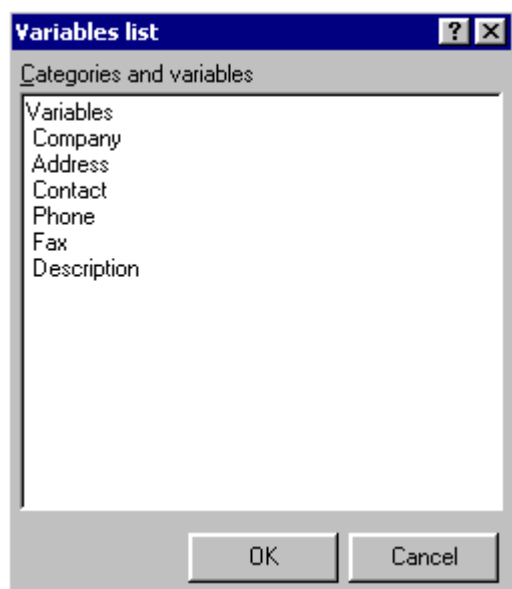 Variables list
Categories and variables
Variables
Company
Address
Contact
Phone
Fax
Description
OK Cancel